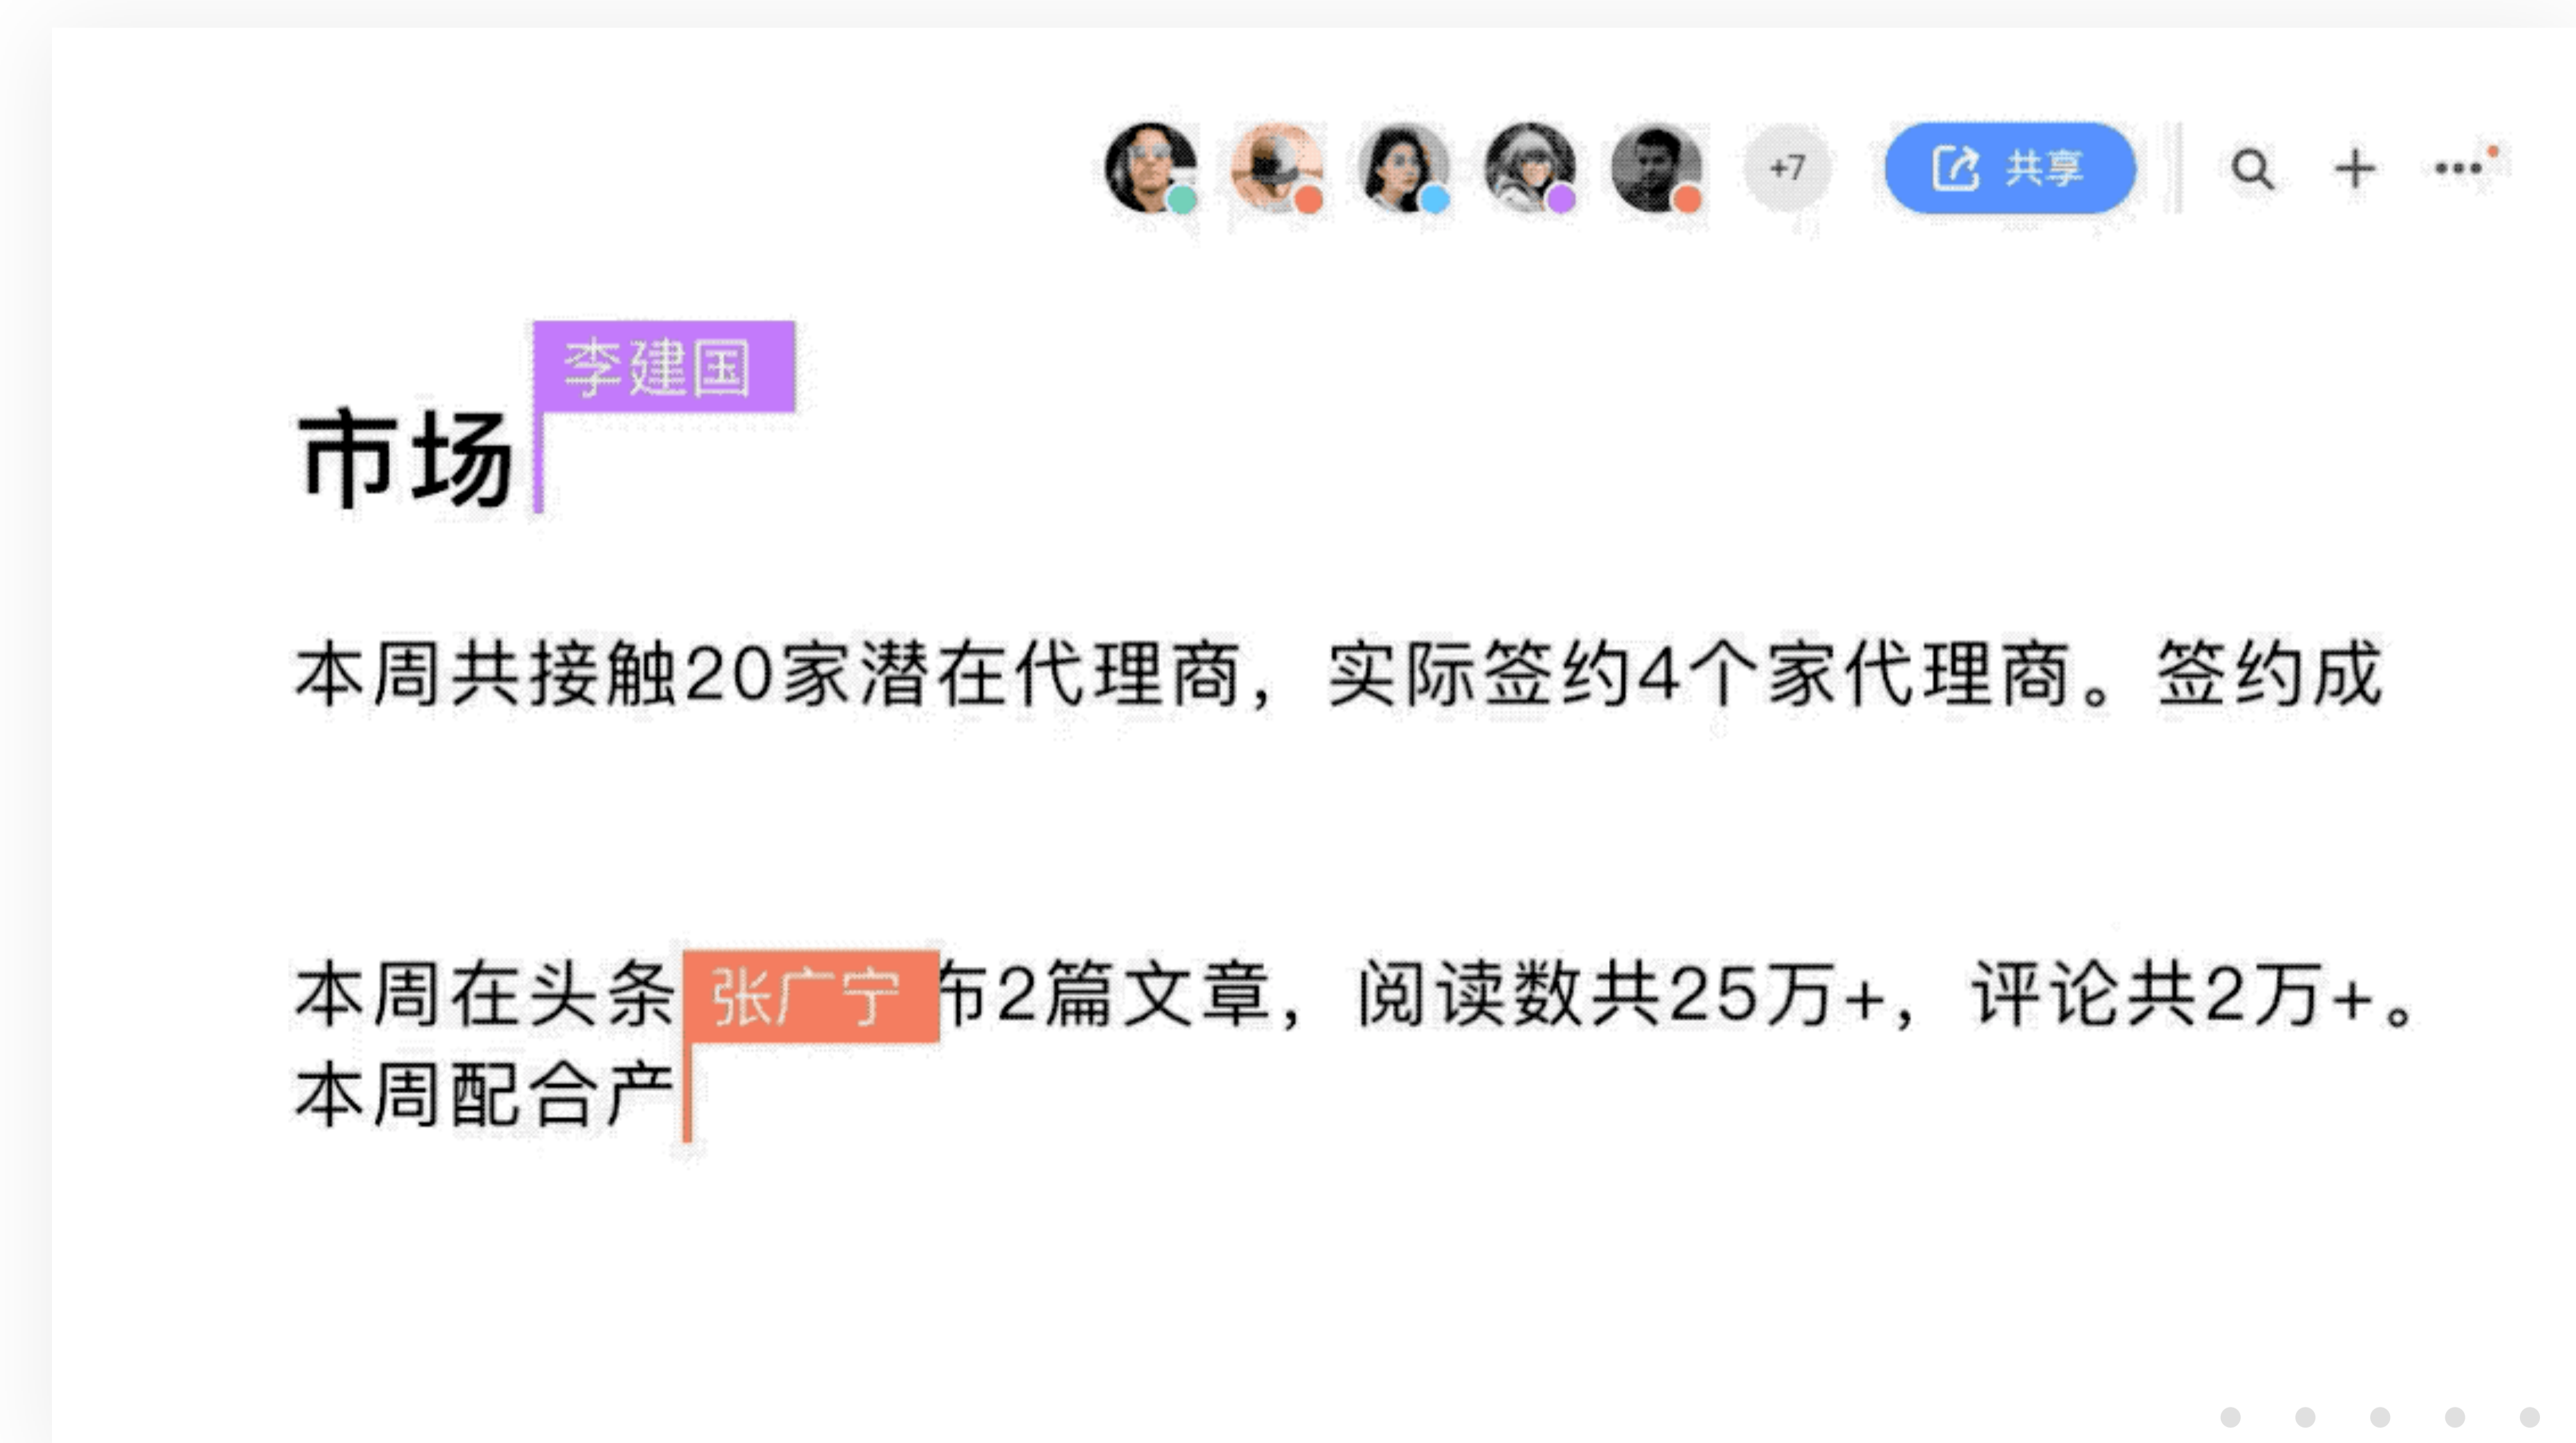 +7
共享
李建国
市场
本周共接触20家潜在代理商，实际签约4个家代理商。签约成
本周在头条 张广宁 布2篇文章，阅读数共25万+，评论共2万+。
本周配合产